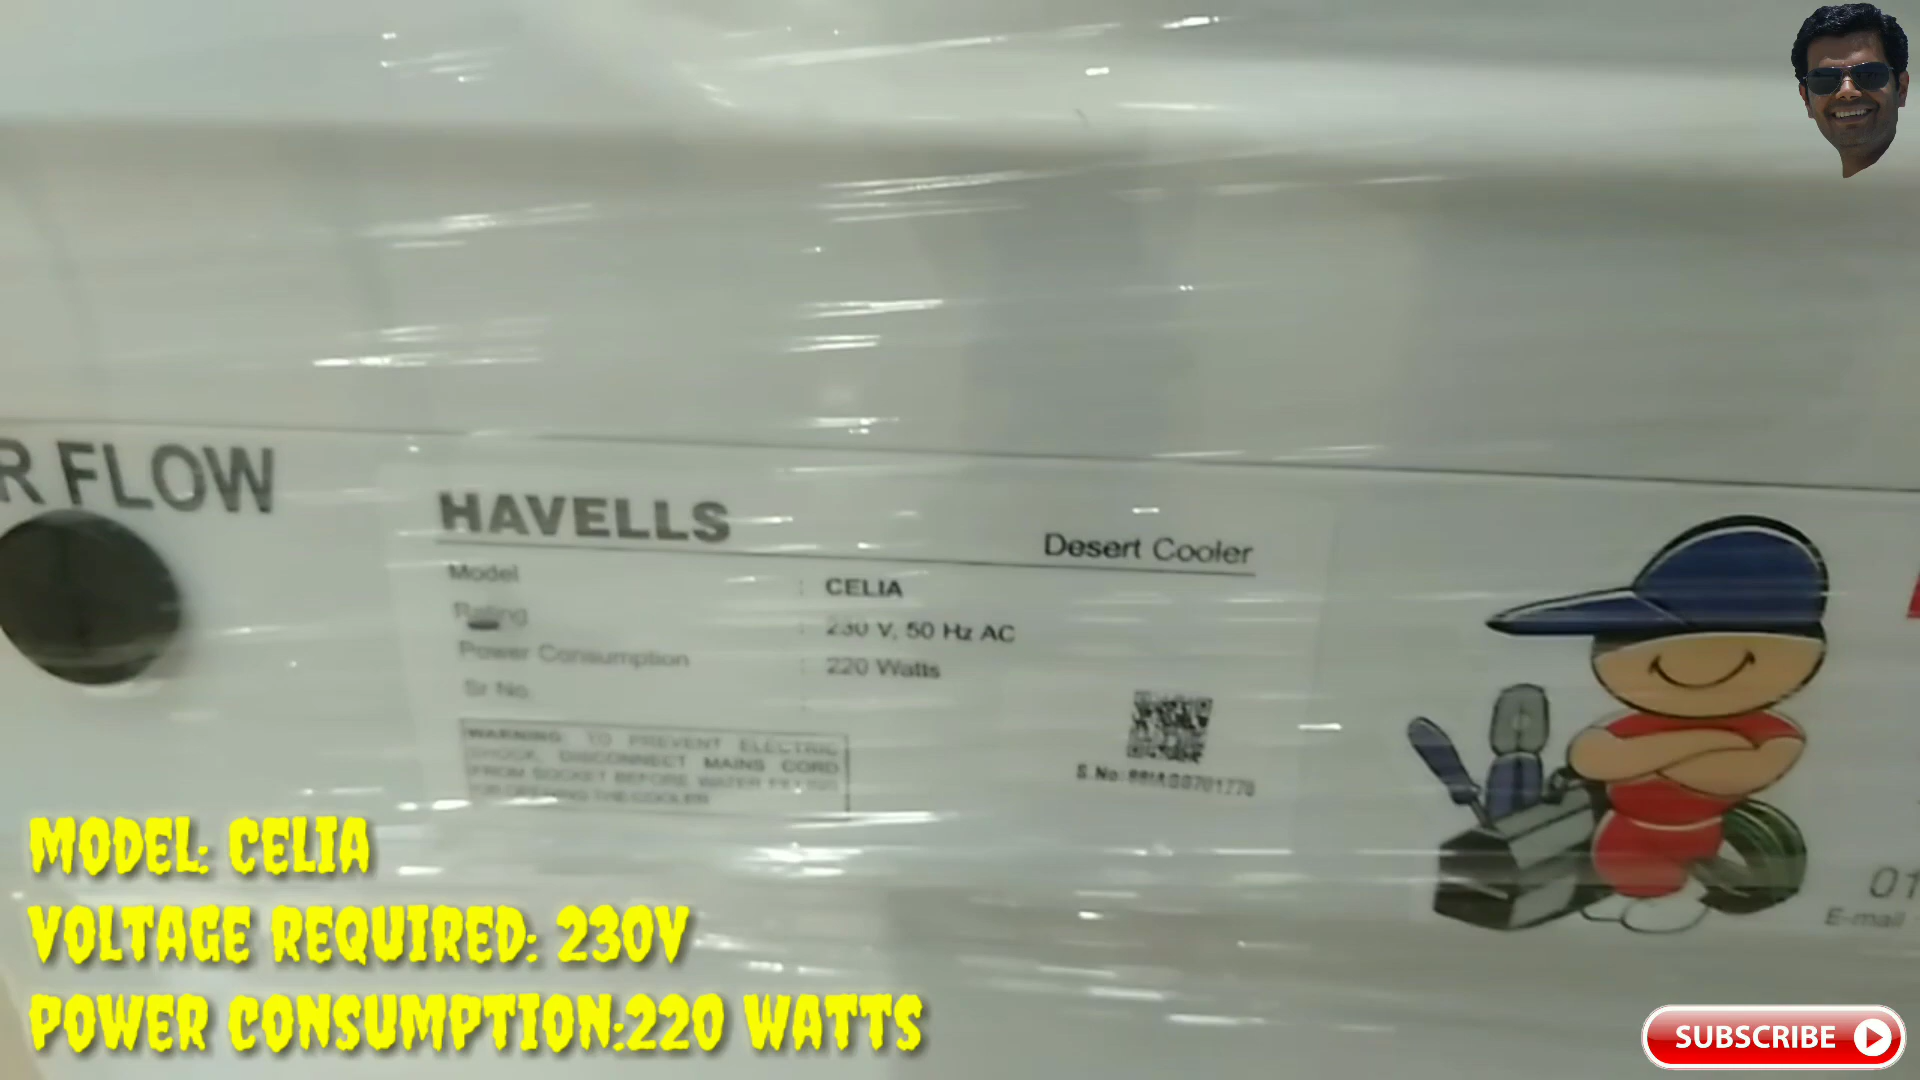 R FLOW
HAVELLS
Desert Cooler
Model : CELIA
Rating : 230 V, 50 Hz AC
Power Consumption : 220 Watts
Sr No. :
WARNING: TO PREVENT ELECTRIC
SHOCK, DISCONNECT MAINS CORD
FROM SOCKET BEFORE WATER FILLING
OR OPENING THE COOLER
S.No:
01
E-mail
MODEL: CELIA
VOLTAGE REQUIRED: 230V
POWER CONSUMPTION:220 WATTS
SUBSCRIBE